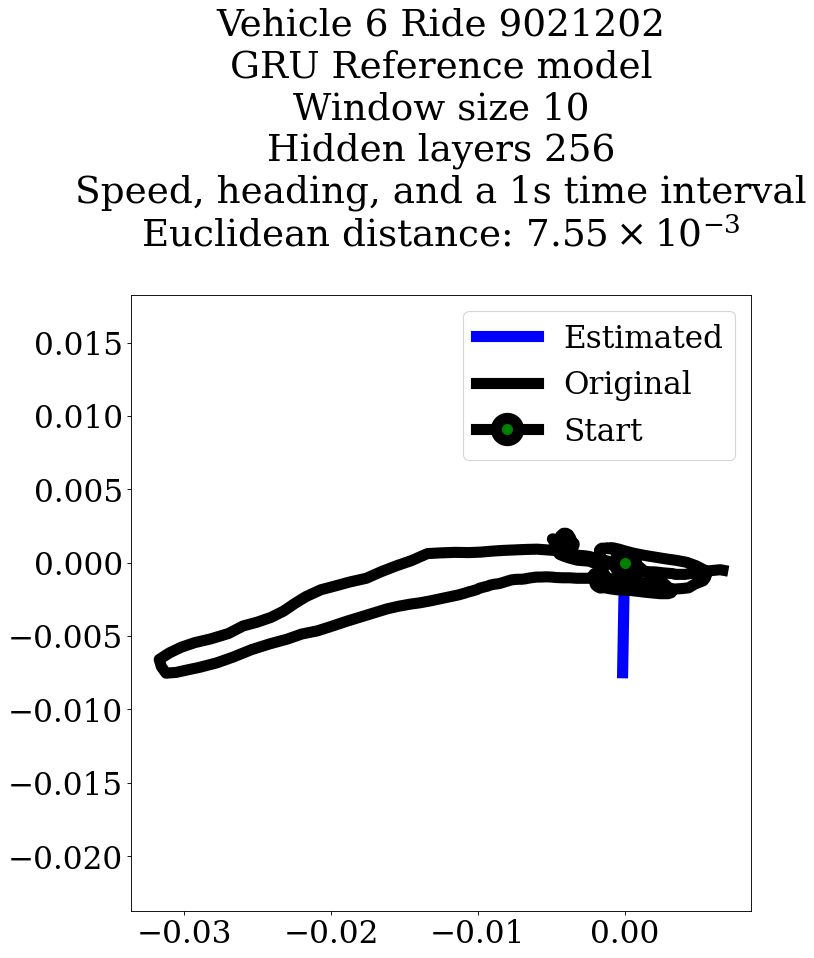 Vehicle 6 Ride 9021202
GRU Reference model
Window size 10
Hidden layers 256
Speed, heading, and a 1s time interval
Euclidean distance: 7.55 × 10⁻³
Estimated
Original
Start
0.015
0.010
0.005
0.000
−0.005
−0.010
−0.015
−0.020
−0.03 −0.02 −0.01 0.00